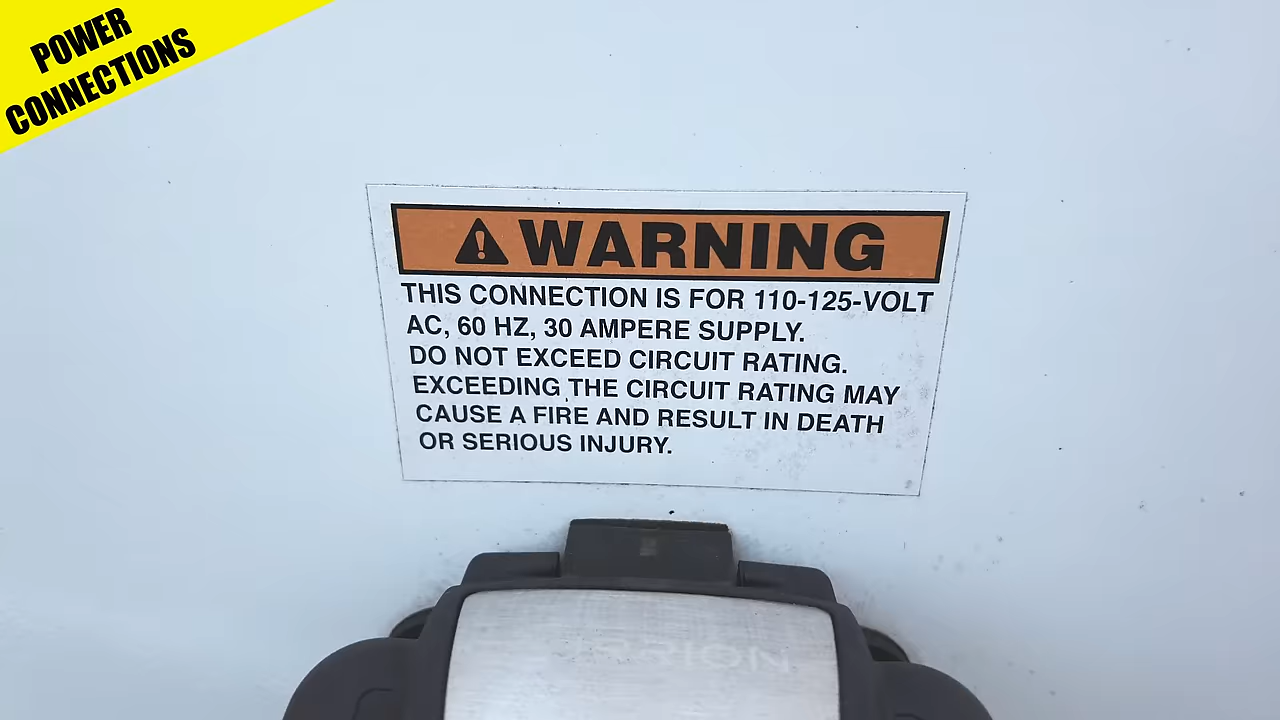 POWER
CONNECTIONS
WARNING
THIS CONNECTION IS FOR 110-125-VOLT
AC, 60 HZ, 30 AMPERE SUPPLY.
DO NOT EXCEED CIRCUIT RATING.
EXCEEDING THE CIRCUIT RATING MAY
CAUSE A FIRE AND RESULT IN DEATH
OR SERIOUS INJURY.